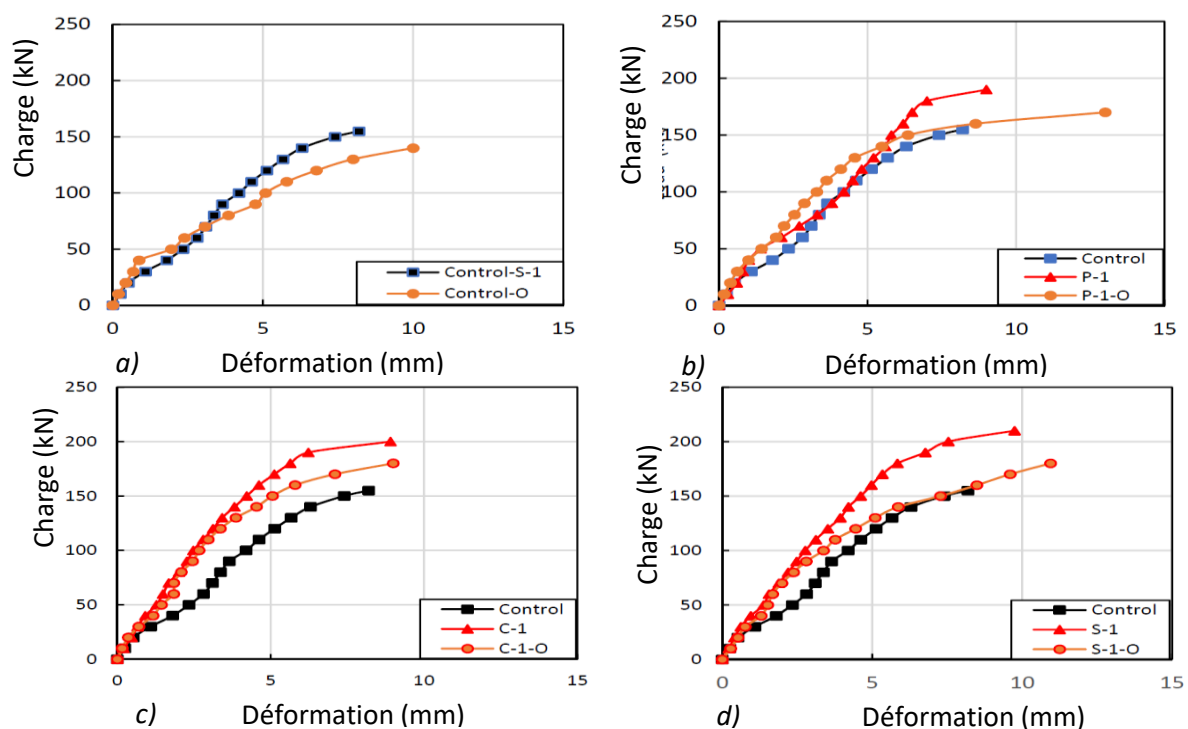 250
200
150
100
50
0
Charge (kN)
Control-S-1
Control-O
0 5 10 15
a) Déformation (mm)
250
200
150
100
50
0
Charge (kN)
Control
P-1
P-1-O
0 5 10 15
b) Déformation (mm)
250
200
150
100
50
0
Charge (kN)
Control
C-1
C-1-O
0 5 10 15
c) Déformation (mm)
250
200
150
100
50
0
Charge (kN)
Control
S-1
S-1-O
0 5 10 15
d) Déformation (mm)